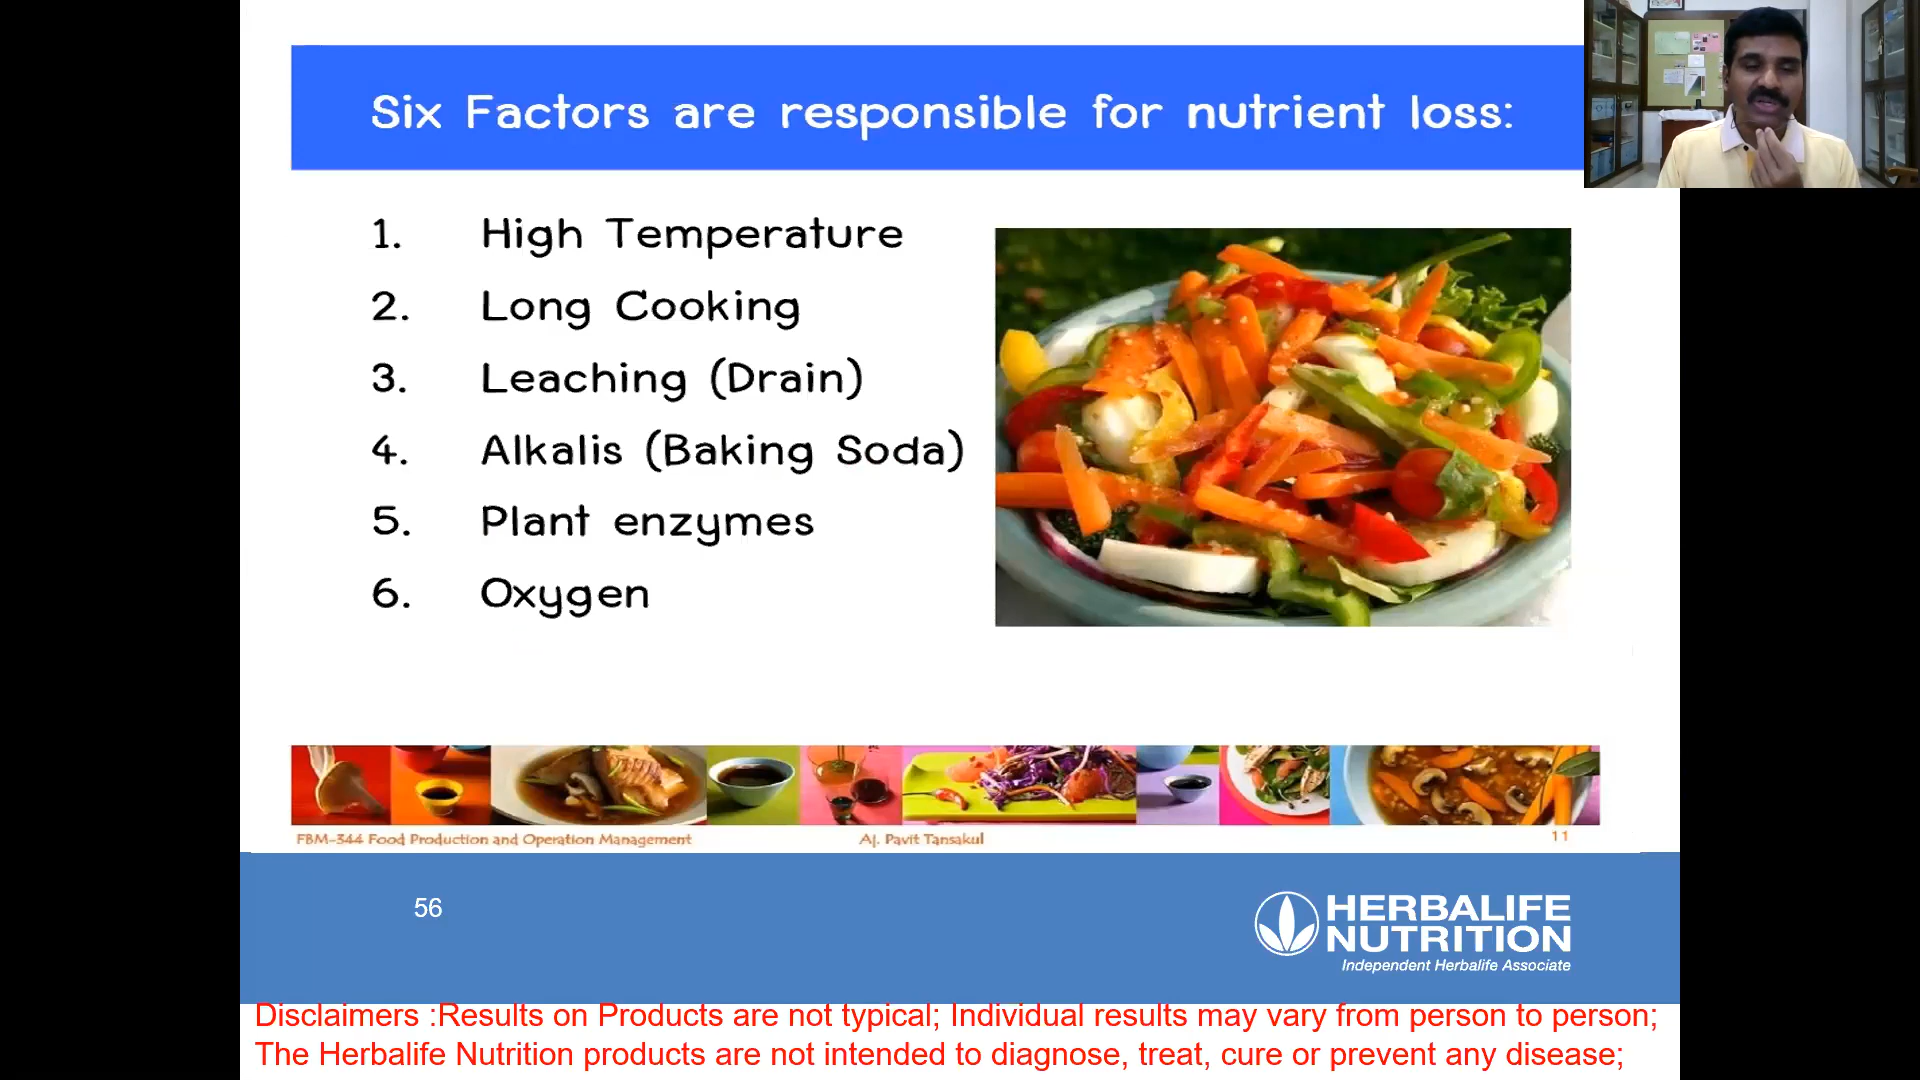 Six Factors are responsible for nutrient loss:
1. High Temperature
2. Long Cooking
3. Leaching (Drain)
4. Alkalis (Baking Soda)
5. Plant enzymes
6. Oxygen
FBM-344 Food Production and Operation Management
Aj. Pavit Tansakul
11
56
HERBALIFE
NUTRITION
Independent Herbalife Associate
Disclaimers :Results on Products are not typical; Individual results may vary from person to person;
The Herbalife Nutrition products are not intended to diagnose, treat, cure or prevent any disease;